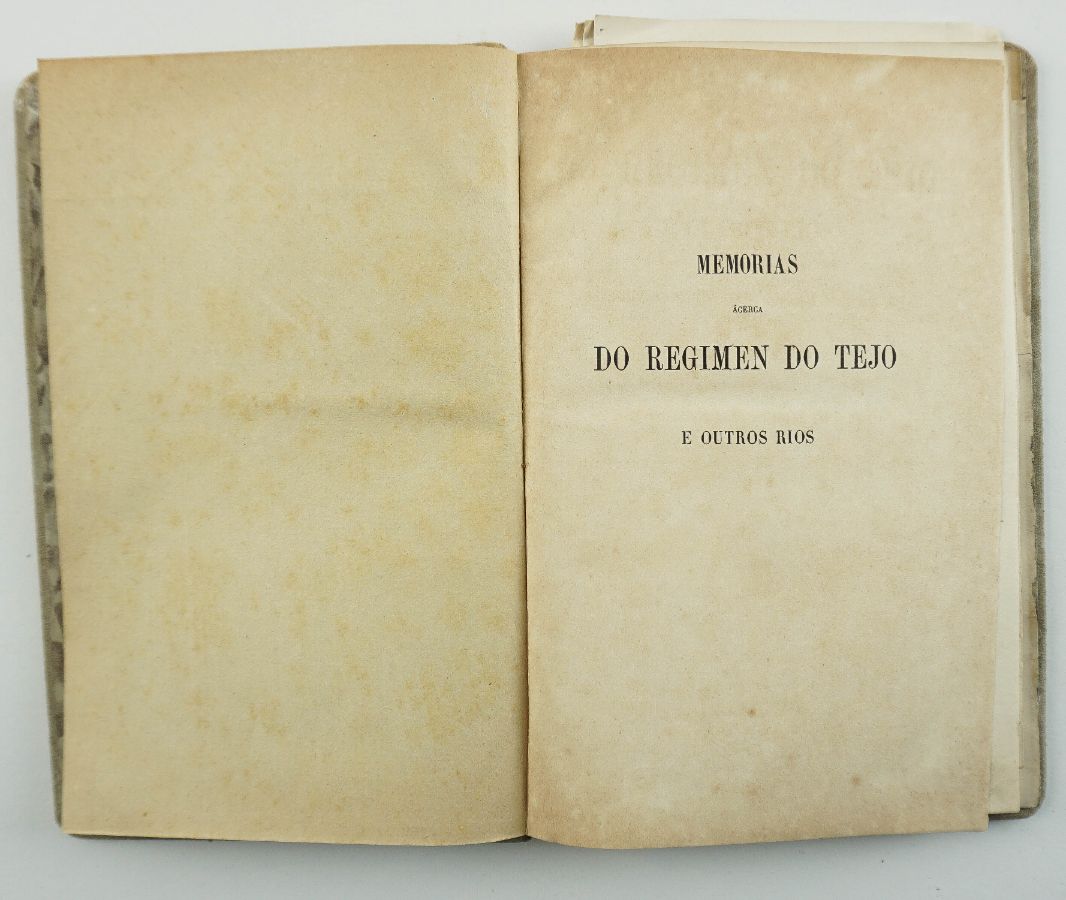 MEMORIAS
ÁCERCA
DO REGIMEN DO TEJO
E OUTROS RIOS